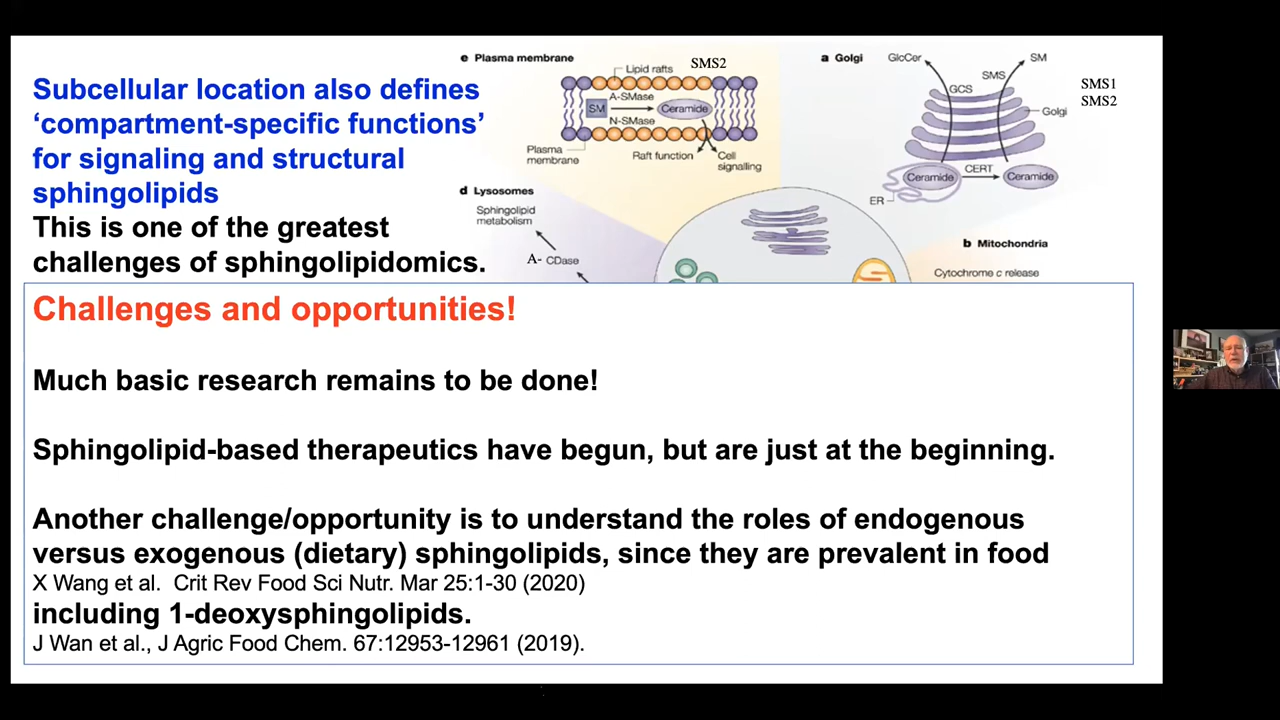 Subcellular location also defines
‘compartment-specific functions’
for signaling and structural
sphingolipids
This is one of the greatest
challenges of sphingolipidomics.
e Plasma membrane
SMS2
Lipid rafts
A-SMase
SM
Ceramide
N-SMase
Plasma
membrane
Raft function
Cell
signalling
a Golgi
GlcCer
SM
SMS
GCS
SMS1
SMS2
Golgi
Ceramide
CERT
Ceramide
ER
d Lysosomes
Sphingolipid
metabolism
A- CDase
b Mitochondria
Cytochrome c release
Challenges and opportunities!
Much basic research remains to be done!
Sphingolipid-based therapeutics have begun, but are just at the beginning.
Another challenge/opportunity is to understand the roles of endogenous
versus exogenous (dietary) sphingolipids, since they are prevalent in food
X Wang et al. Crit Rev Food Sci Nutr. Mar 25:1-30 (2020)
including 1-deoxysphingolipids.
J Wan et al., J Agric Food Chem. 67:12953-12961 (2019).